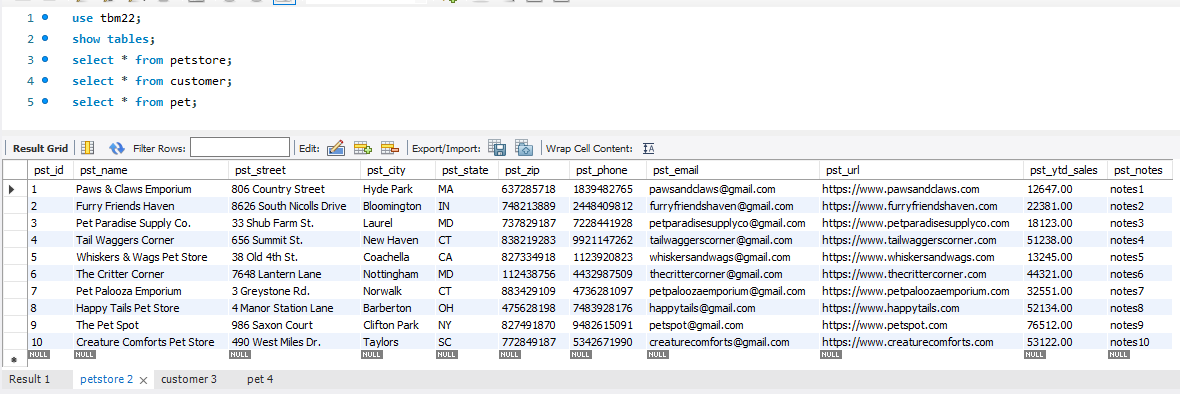 1 use tbm22;
2 show tables;
3 select * from petstore;
4 select * from customer;
5 select * from pet;
Result Grid Filter Rows: Edit: Export/Import: Wrap Cell Content:
pst_id pst_name pst_street pst_city pst_state pst_zip pst_phone pst_email pst_url pst_ytd_sales pst_notes
1 Paws & Claws Emporium 806 Country Street Hyde Park MA 637285718 1839482765 pawsandclaws@gmail.com https://www.pawsandclaws.com 12647.00 notes1
2 Furry Friends Haven 8626 South Nicolls Drive Bloomington IN 748213889 2448409812 furryfriendshaven@gmail.com https://www.furryfriendshaven.com 22381.00 notes2
3 Pet Paradise Supply Co. 33 Shub Farm St. Laurel MD 737829187 7228441928 petparadisesupplyco@gmail.com https://www.petparadisesupplyco.com 18123.00 notes3
4 Tail Waggers Corner 656 Summit St. New Haven CT 838219283 9921147262 tailwaggerscorner@gmail.com https://www.tailwaggerscorner.com 51238.00 notes4
5 Whiskers & Wags Pet Store 38 Old 4th St. Coachella CA 827334918 1123920823 whiskersandwags@gmail.com https://www.whiskersandwags.com 13245.00 notes5
6 The Critter Corner 7648 Lantern Lane Nottingham MD 112438756 4432987509 thecrittercorner@gmail.com https://www.thecrittercorner.com 44321.00 notes6
7 Pet Palooza Emporium 3 Greystone Rd. Norwalk CT 883429109 4736281097 petpaloozaemporium@gmail.com https://www.petpaloozaemporium.com 32551.00 notes7
8 Happy Tails Pet Store 4 Manor Station Lane Barberton OH 475628198 7483928176 happytails@gmail.com https://www.happytails.com 52134.00 notes8
9 The Pet Spot 986 Saxon Court Clifton Park NY 827491870 9482615091 petspot@gmail.com https://www.petspot.com 76512.00 notes9
10 Creature Comforts Pet Store 490 West Miles Dr. Taylors SC 772849187 5342671990 creaturecomforts@gmail.com https://www.creaturecomforts.com 53122.00 notes10
NULL NULL NULL NULL NULL NULL NULL NULL NULL NULL NULL
Result 1 petstore 2 customer 3 pet 4